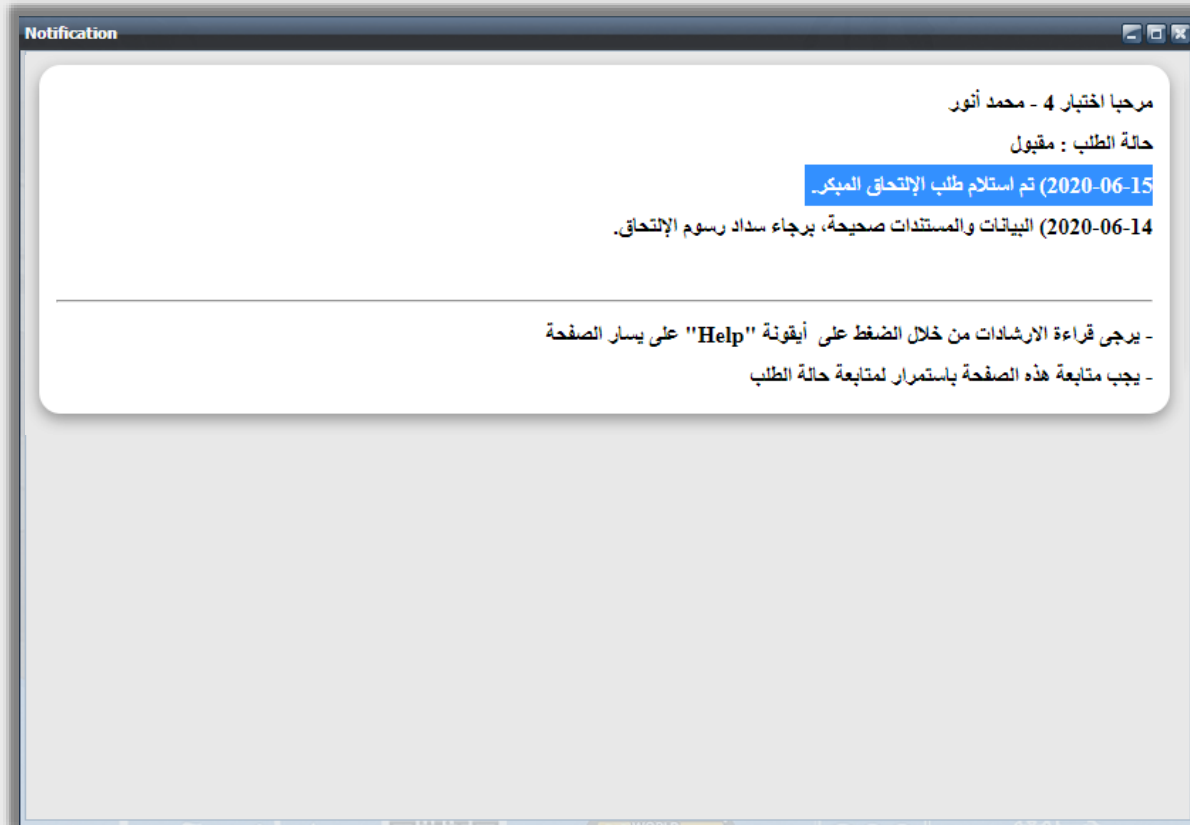 Notification
مرحبا اختبار 4 - محمد أنور
حالة الطلب : مقبول
2020-06-15) تم استلام طلب الإلتحاق المبكر.
2020-06-14) البيانات والمستندات صحيحة، برجاء سداد رسوم الإلتحاق.
- يرجى قراءة الارشادات من خلال الضغط على أيقونة "Help" على يسار الصفحة
- يجب متابعة هذه الصفحة باستمرار لمتابعة حالة الطلب